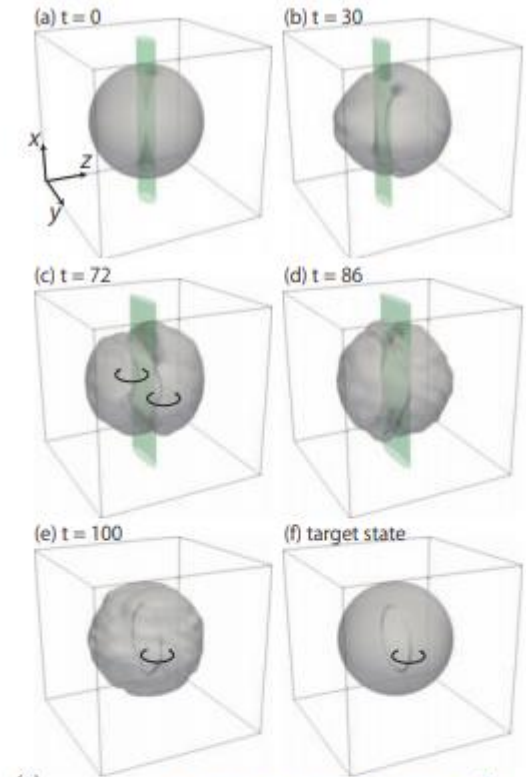 (a) t = 0
(b) t = 30
x
z
y
(c) t = 72
(d) t = 86
(e) t = 100
(f) target state